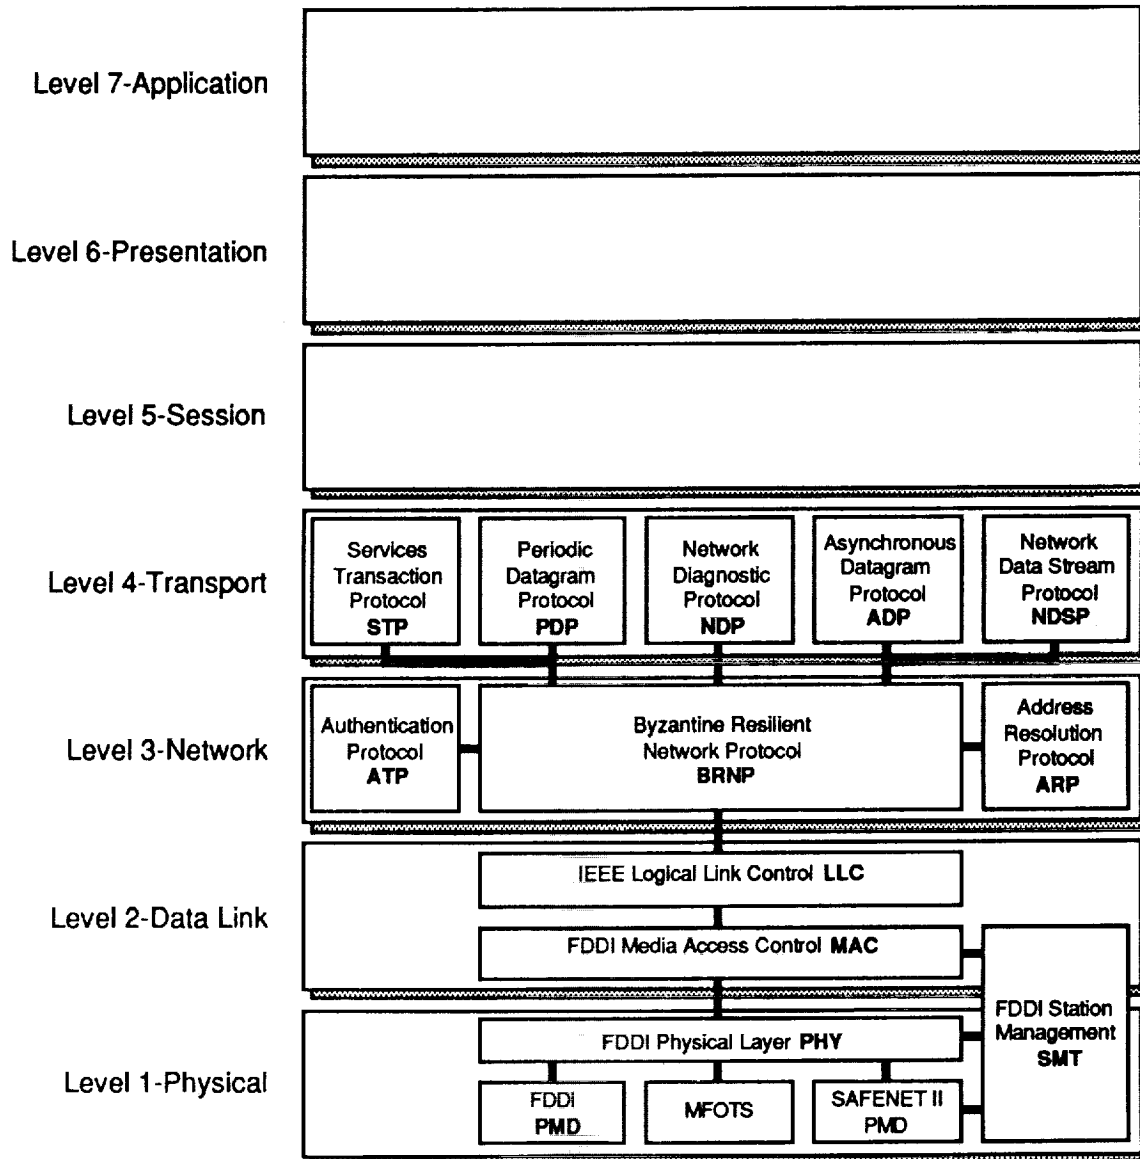 Level 7-Application
Level 6-Presentation
Level 5-Session
Level 4-Transport
Services
Transaction
Protocol
STP
Periodic
Datagram
Protocol
PDP
Network
Diagnostic
Protocol
NDP
Asynchronous
Datagram
Protocol
ADP
Network
Data Stream
Protocol
NDSP
Level 3-Network
Authentication
Protocol
ATP
Byzantine Resilient
Network Protocol
BRNP
Address
Resolution
Protocol
ARP
Level 2-Data Link
IEEE Logical Link Control LLC
FDDI Media Access Control MAC
FDDI Station
Management
SMT
Level 1-Physical
FDDI Physical Layer PHY
FDDI
PMD
MFOTS
SAFENET II
PMD